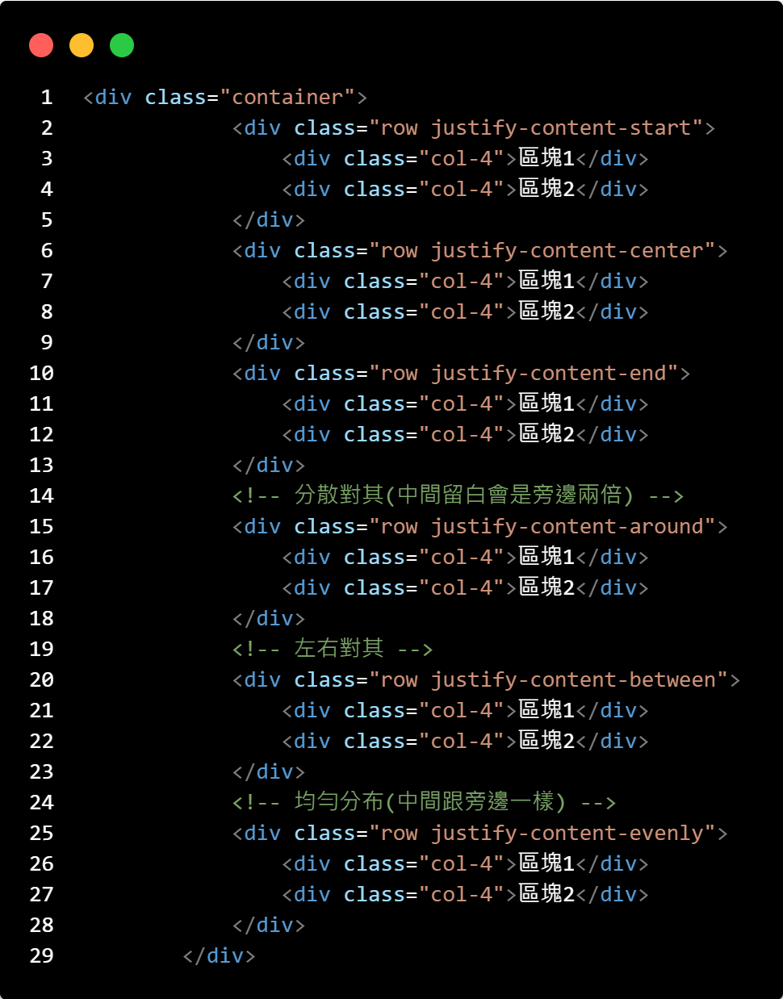 1 <div class="container">
2 <div class="row justify-content-start">
3 <div class="col-4">區塊1</div>
4 <div class="col-4">區塊2</div>
5 </div>
6 <div class="row justify-content-center">
7 <div class="col-4">區塊1</div>
8 <div class="col-4">區塊2</div>
9 </div>
10 <div class="row justify-content-end">
11 <div class="col-4">區塊1</div>
12 <div class="col-4">區塊2</div>
13 </div>
14 <!-- 分散對其(中間留白會是旁邊兩倍) -->
15 <div class="row justify-content-around">
16 <div class="col-4">區塊1</div>
17 <div class="col-4">區塊2</div>
18 </div>
19 <!-- 左右對其 -->
20 <div class="row justify-content-between">
21 <div class="col-4">區塊1</div>
22 <div class="col-4">區塊2</div>
23 </div>
24 <!-- 均勻分布(中間跟旁邊一樣) -->
25 <div class="row justify-content-evenly">
26 <div class="col-4">區塊1</div>
27 <div class="col-4">區塊2</div>
28 </div>
29 </div>